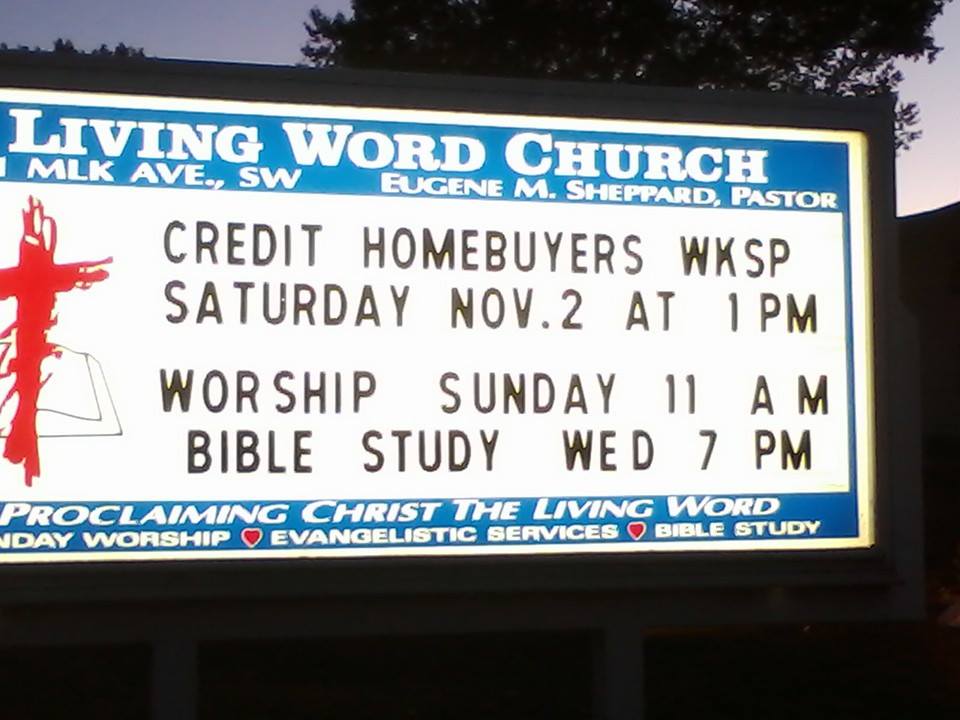 LIVING WORD CHURCH
MLK AVE., SW EUGENE M. SHEPPARD, PASTOR
CREDIT HOMEBUYERS WKSP
SATURDAY NOV. 2 AT 1 PM
WORSHIP SUNDAY 11 A M
BIBLE STUDY WED 7 PM
PROCLAIMING CHRIST THE LIVING WORD
NDAY WORSHIP ♥ EVANGELISTIC SERVICES ♥ BIBLE STUDY